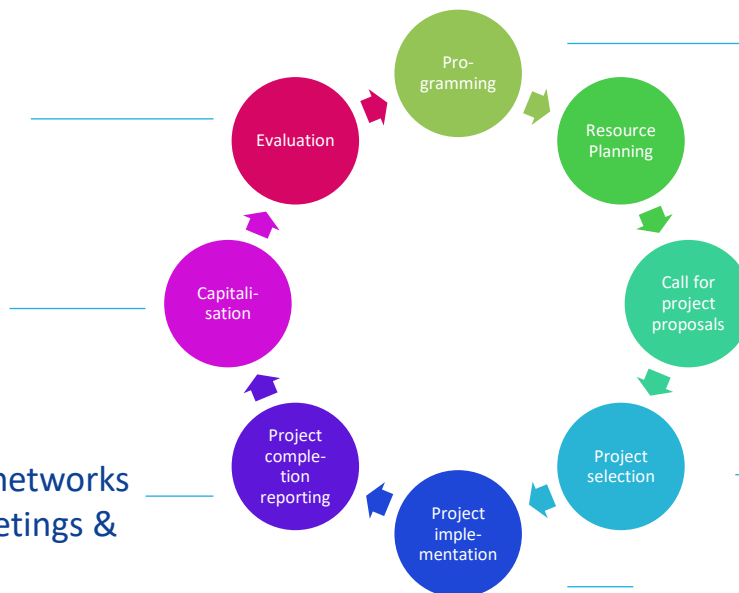 Pro-
gramming
Resource
Planning
Call for
project
proposals
Project
selection
Project
imple-
mentation
Project
comple-
tion
reporting
Capitali-
sation
Evaluation
networks
etings &